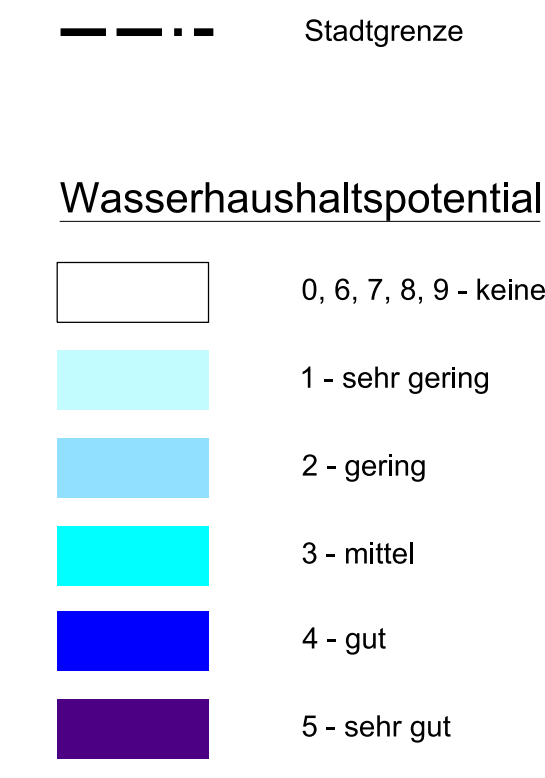 Stadtgrenze
Wasserhaushaltspotential
0, 6, 7, 8, 9 - keine
1 - sehr gering
2 - gering
3 - mittel
4 - gut
5 - sehr gut